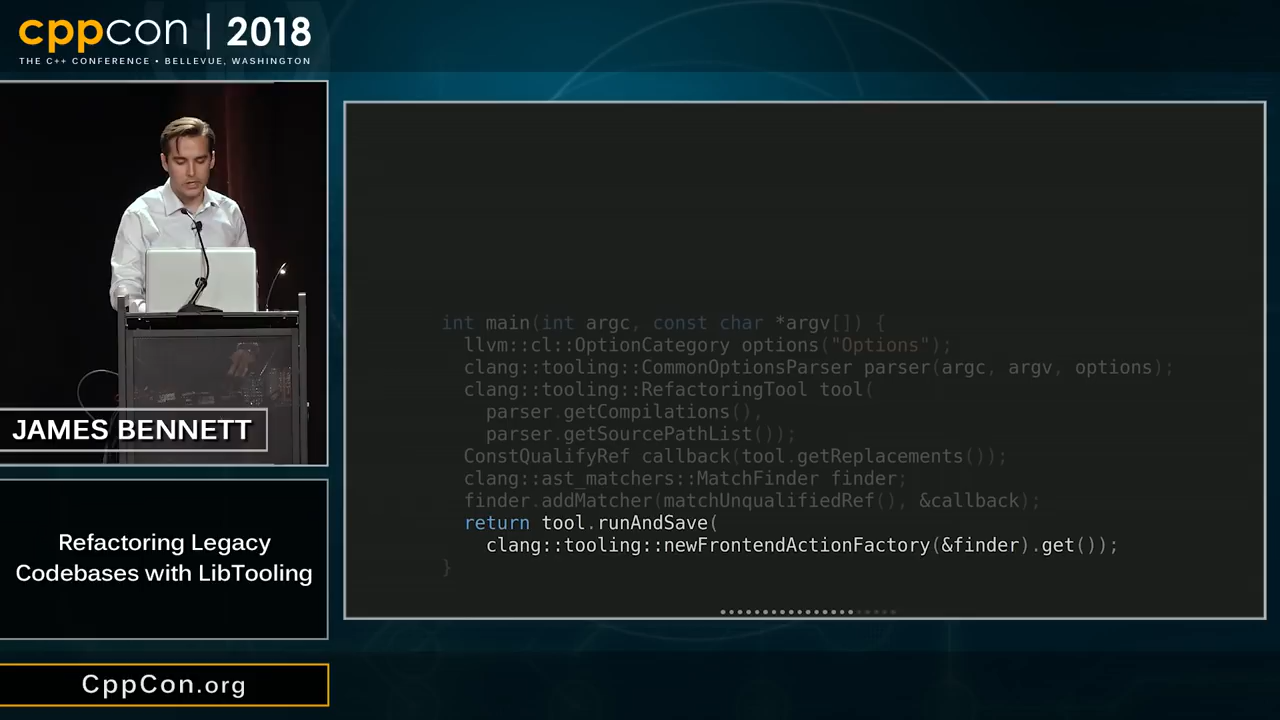 cppcon | 2018
THE C++ CONFERENCE • BELLEVUE, WASHINGTON
JAMES BENNETT
Refactoring Legacy
Codebases with LibTooling
CppCon.org
int main(int argc, const char *argv[]) {
  llvm::cl::OptionCategory options("Options");
  clang::tooling::CommonOptionsParser parser(argc, argv, options);
  clang::tooling::RefactoringTool tool(
    parser.getCompilations(),
    parser.getSourcePathList());
  ConstQualifyRef callback(tool.getReplacements());
  clang::ast_matchers::MatchFinder finder;
  finder.addMatcher(matchUnqualifiedRef(), &callback);
  return tool.runAndSave(
    clang::tooling::newFrontendActionFactory(&finder).get());
}